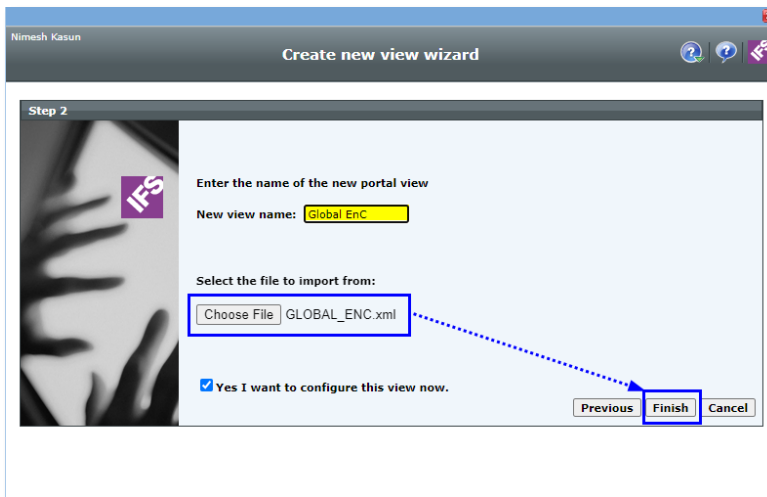 Nimesh Kasun
Create new view wizard
IFS
Step 2
IFS
Enter the name of the new portal view
New view name: Global EnC
Select the file to import from:
Choose File GLOBAL_ENC.xml
Yes I want to configure this view now.
Previous Finish Cancel